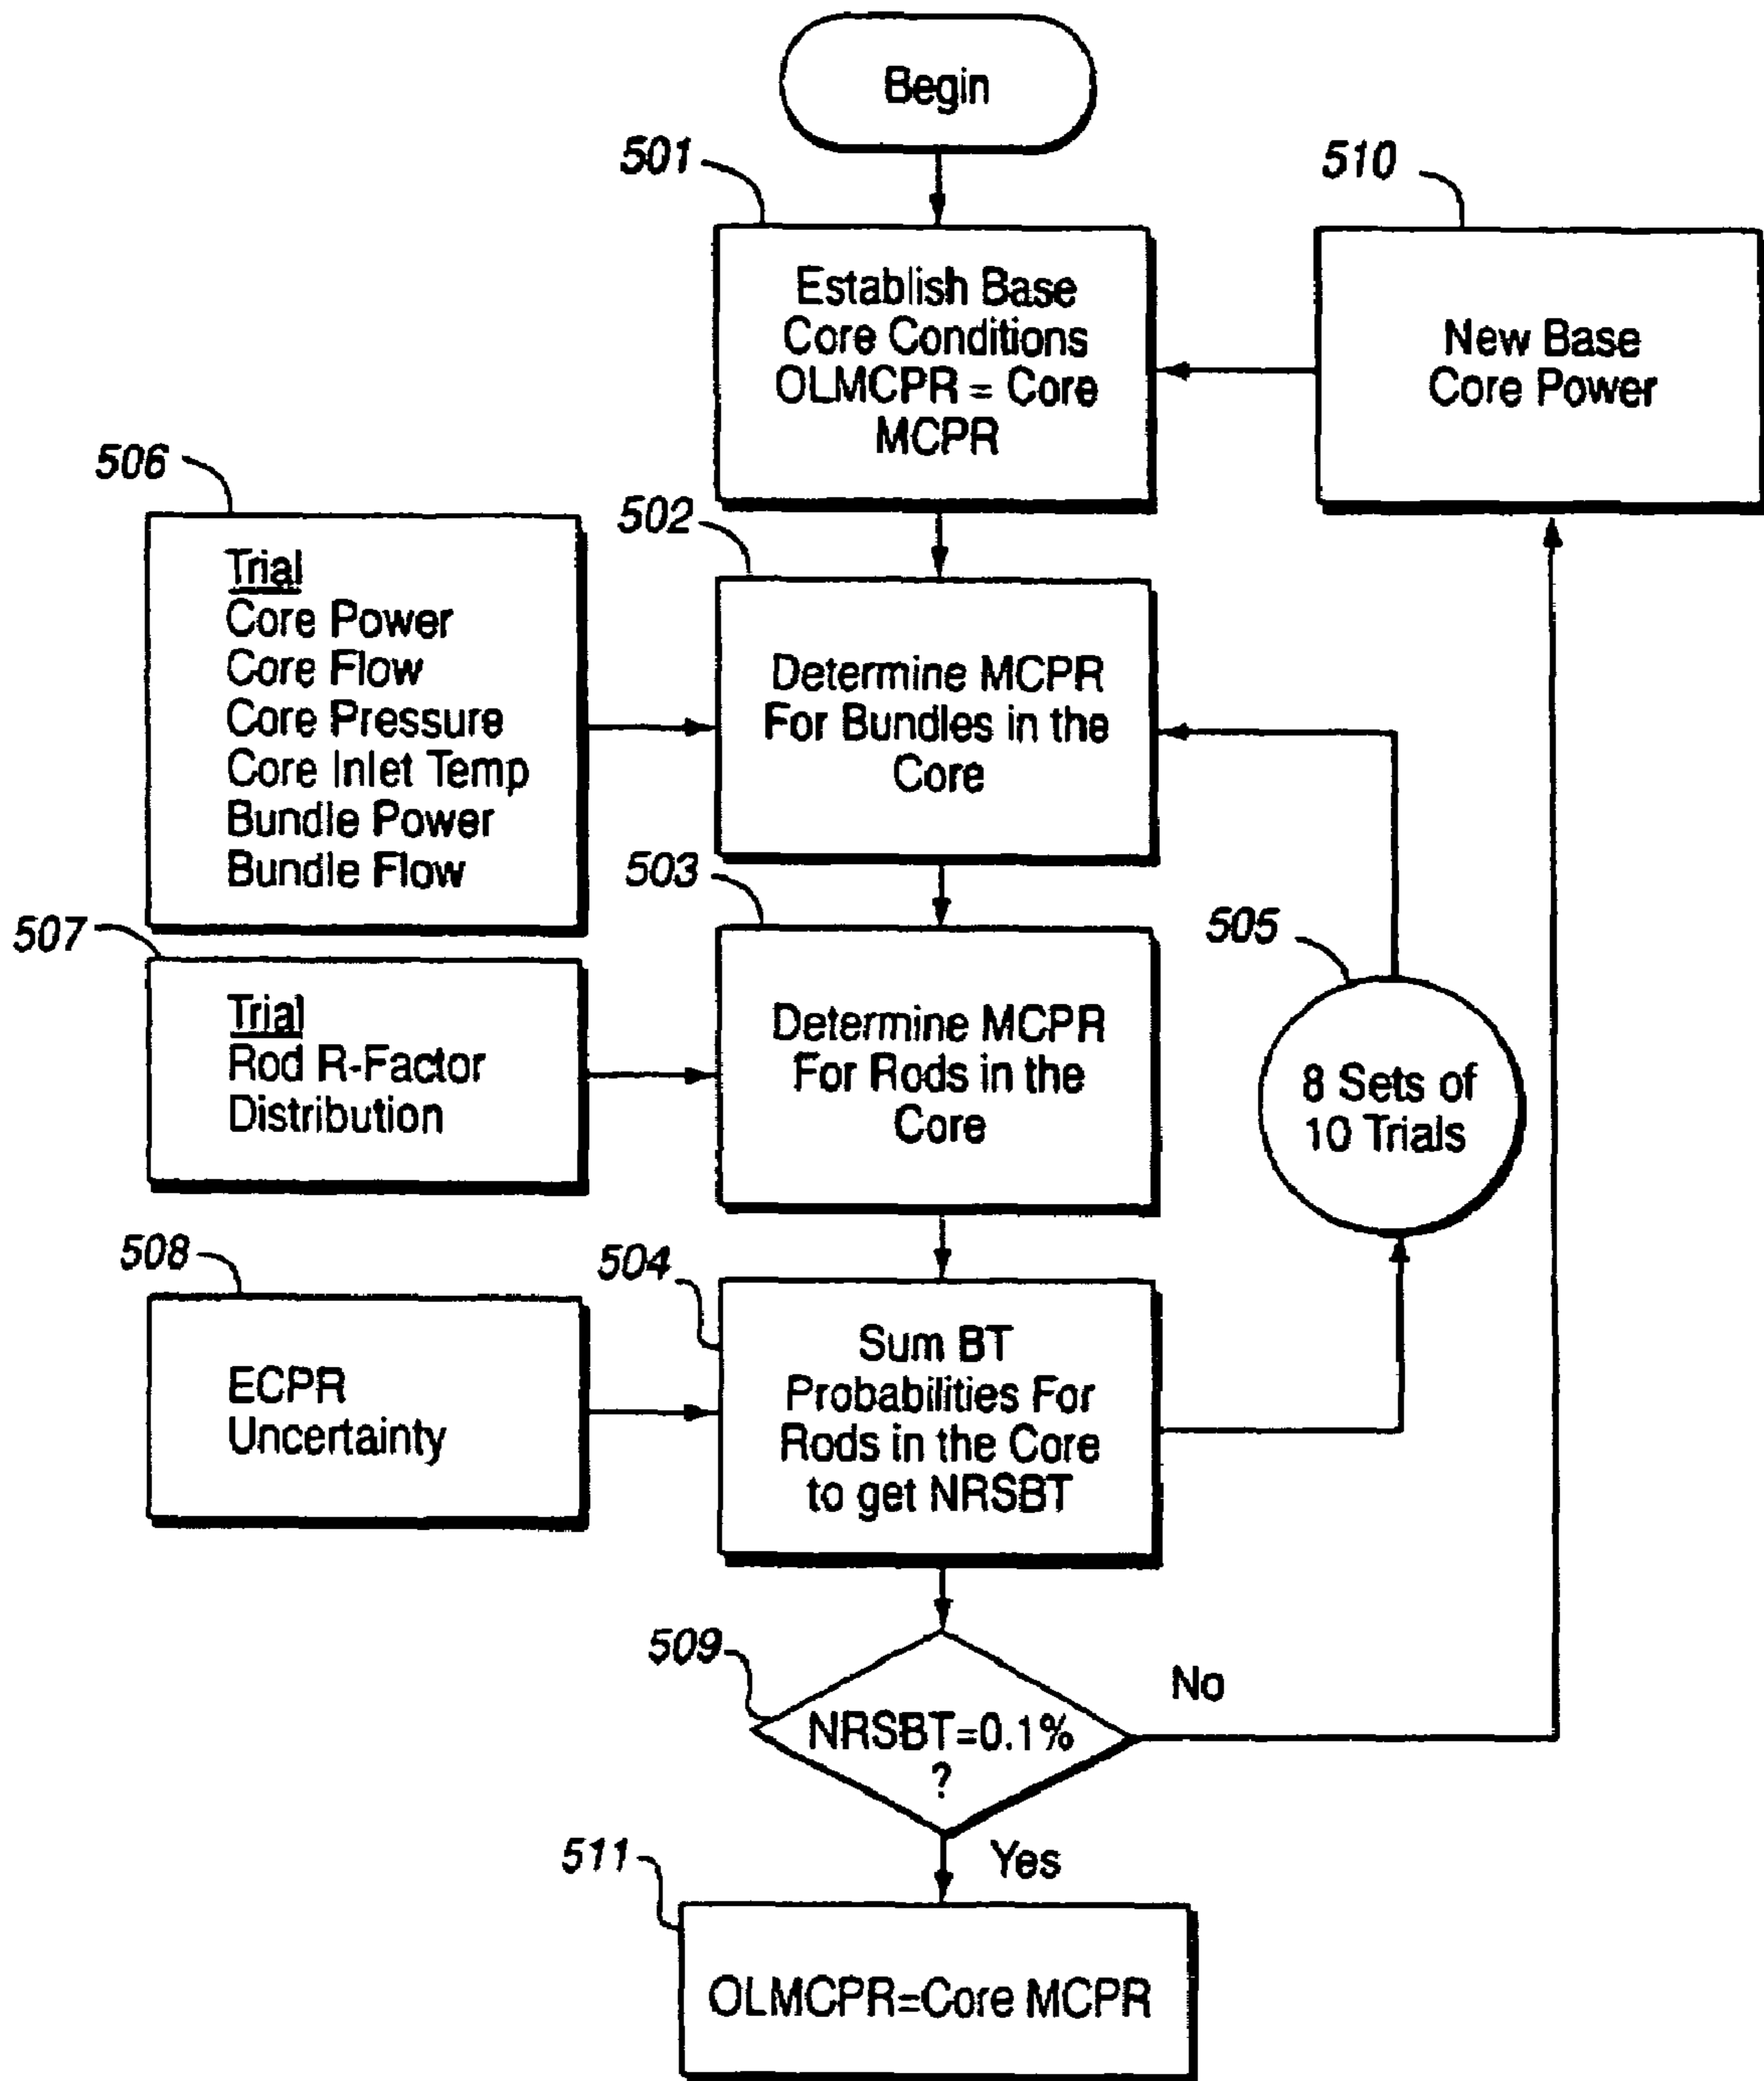 Begin
501
Establish Base
Core Conditions
OLMCPR = Core
MCPR
510
New Base
Core Power
506
Trial
Core Power
Core Flow
Core Pressure
Core Inlet Temp
Bundle Power
Bundle Flow
502
Determine MCPR
For Bundles in the
Core
507
Trial
Rod R-Factor
Distribution
503
Determine MCPR
For Rods in the
Core
505
8 Sets of
10 Trials
508
ECPR
Uncertainty
504
Sum BT
Probabilities For
Rods in the Core
to get NRSBT
509
NRSBT=0.1%
?
No
Yes
511
OLMCPR=Core MCPR